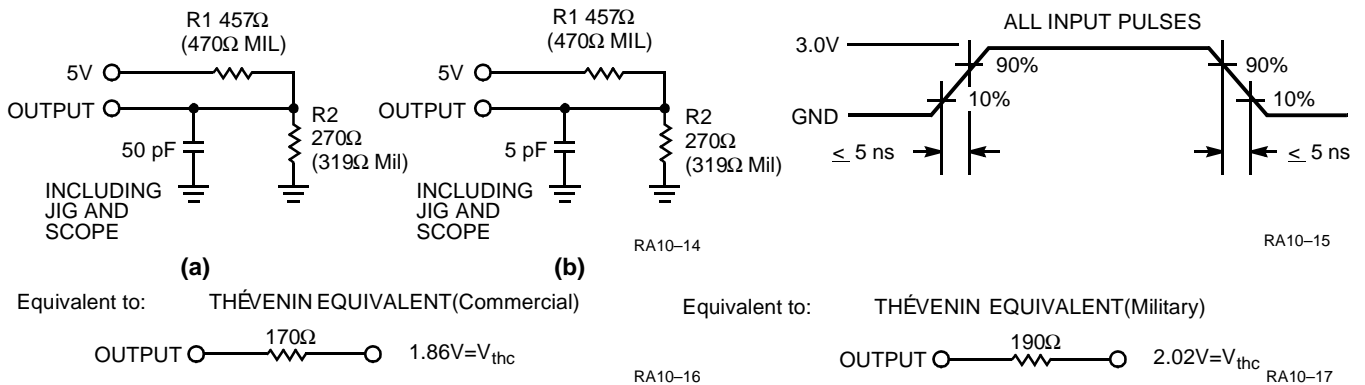 R1 457Ω
(470Ω MIL)
5V
OUTPUT
R2
270Ω
(319Ω Mil)
50 pF
INCLUDING
JIG AND
SCOPE
(a)
R1 457Ω
(470Ω MIL)
5V
OUTPUT
R2
270Ω
(319Ω Mil)
5 pF
INCLUDING
JIG AND
SCOPE
RA10–14
(b)
ALL INPUT PULSES
3.0V
90%
90%
10%
10%
GND
≤ 5 ns
≤ 5 ns
RA10–15
Equivalent to: THÉVENIN EQUIVALENT(Commercial)
170Ω
OUTPUT 1.86V=Vthc
RA10–16
Equivalent to: THÉVENIN EQUIVALENT(Military)
190Ω
OUTPUT 2.02V=Vthc
RA10–17